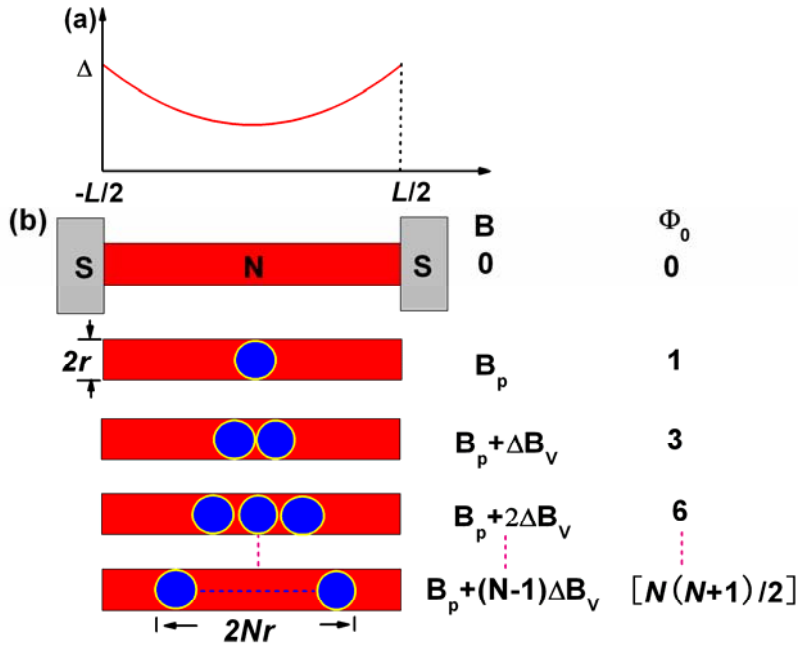 (a)
Δ
-L/2 L/2
(b) B Φ₀
S N S 0 0
2r Bₚ 1
Bₚ+ΔBᵥ 3
Bₚ+2ΔBᵥ 6
Bₚ+(N-1)ΔBᵥ [N(N+1)/2]
2Nr